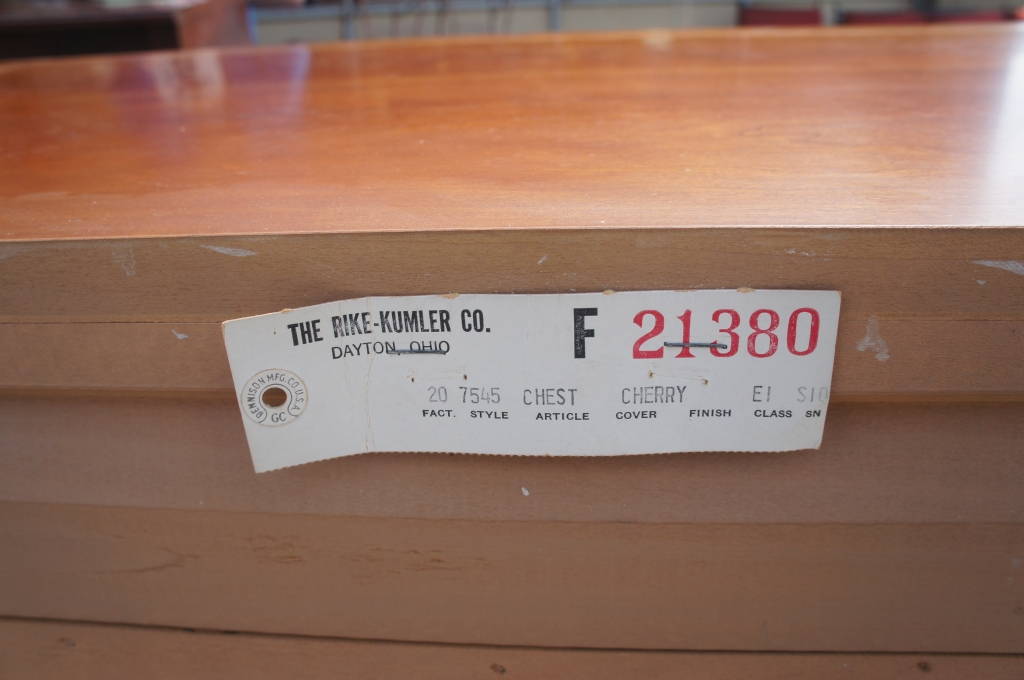 THE RIKE-KUMLER CO.
DAYTON, OHIO
F 21380
DENNISON MFG. CO. U.S.A.
GC
20 7545 CHEST CHERRY E1 S10
FACT. STYLE ARTICLE COVER FINISH CLASS SN